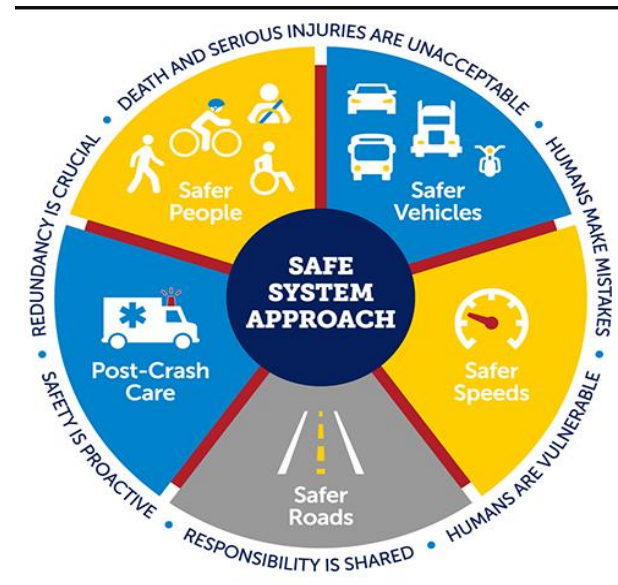 DEATH AND SERIOUS INJURIES ARE UNACCEPTABLE
HUMANS MAKE MISTAKES
HUMANS ARE VULNERABLE
RESPONSIBILITY IS SHARED
SAFETY IS PROACTIVE
REDUNDANCY IS CRUCIAL
Safer
People
Safer
Vehicles
SAFE
SYSTEM
APPROACH
Post-Crash
Care
Safer
Speeds
Safer
Roads